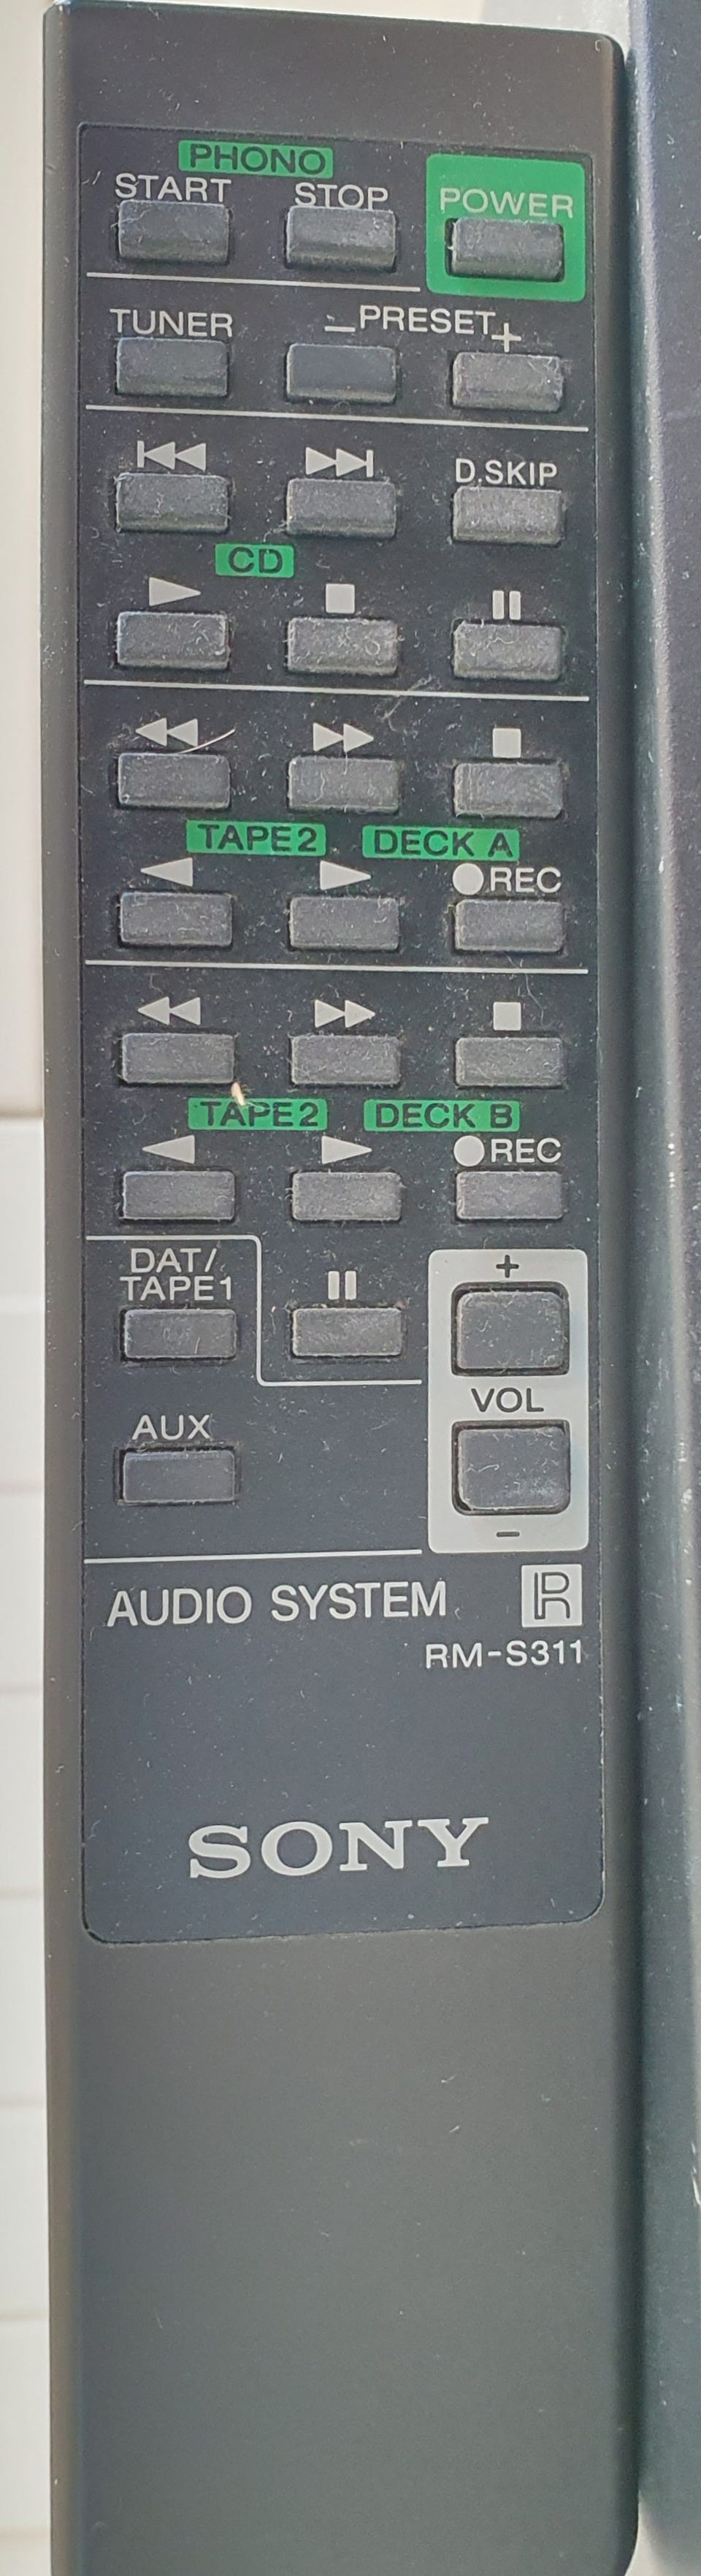 PHONO
START STOP POWER
TUNER – PRESET +
D.SKIP
CD
TAPE2 DECK A
REC
TAPE2 DECK B
REC
DAT/
TAPE1
+
AUX
VOL
–
AUDIO SYSTEM R
RM-S311
SONY